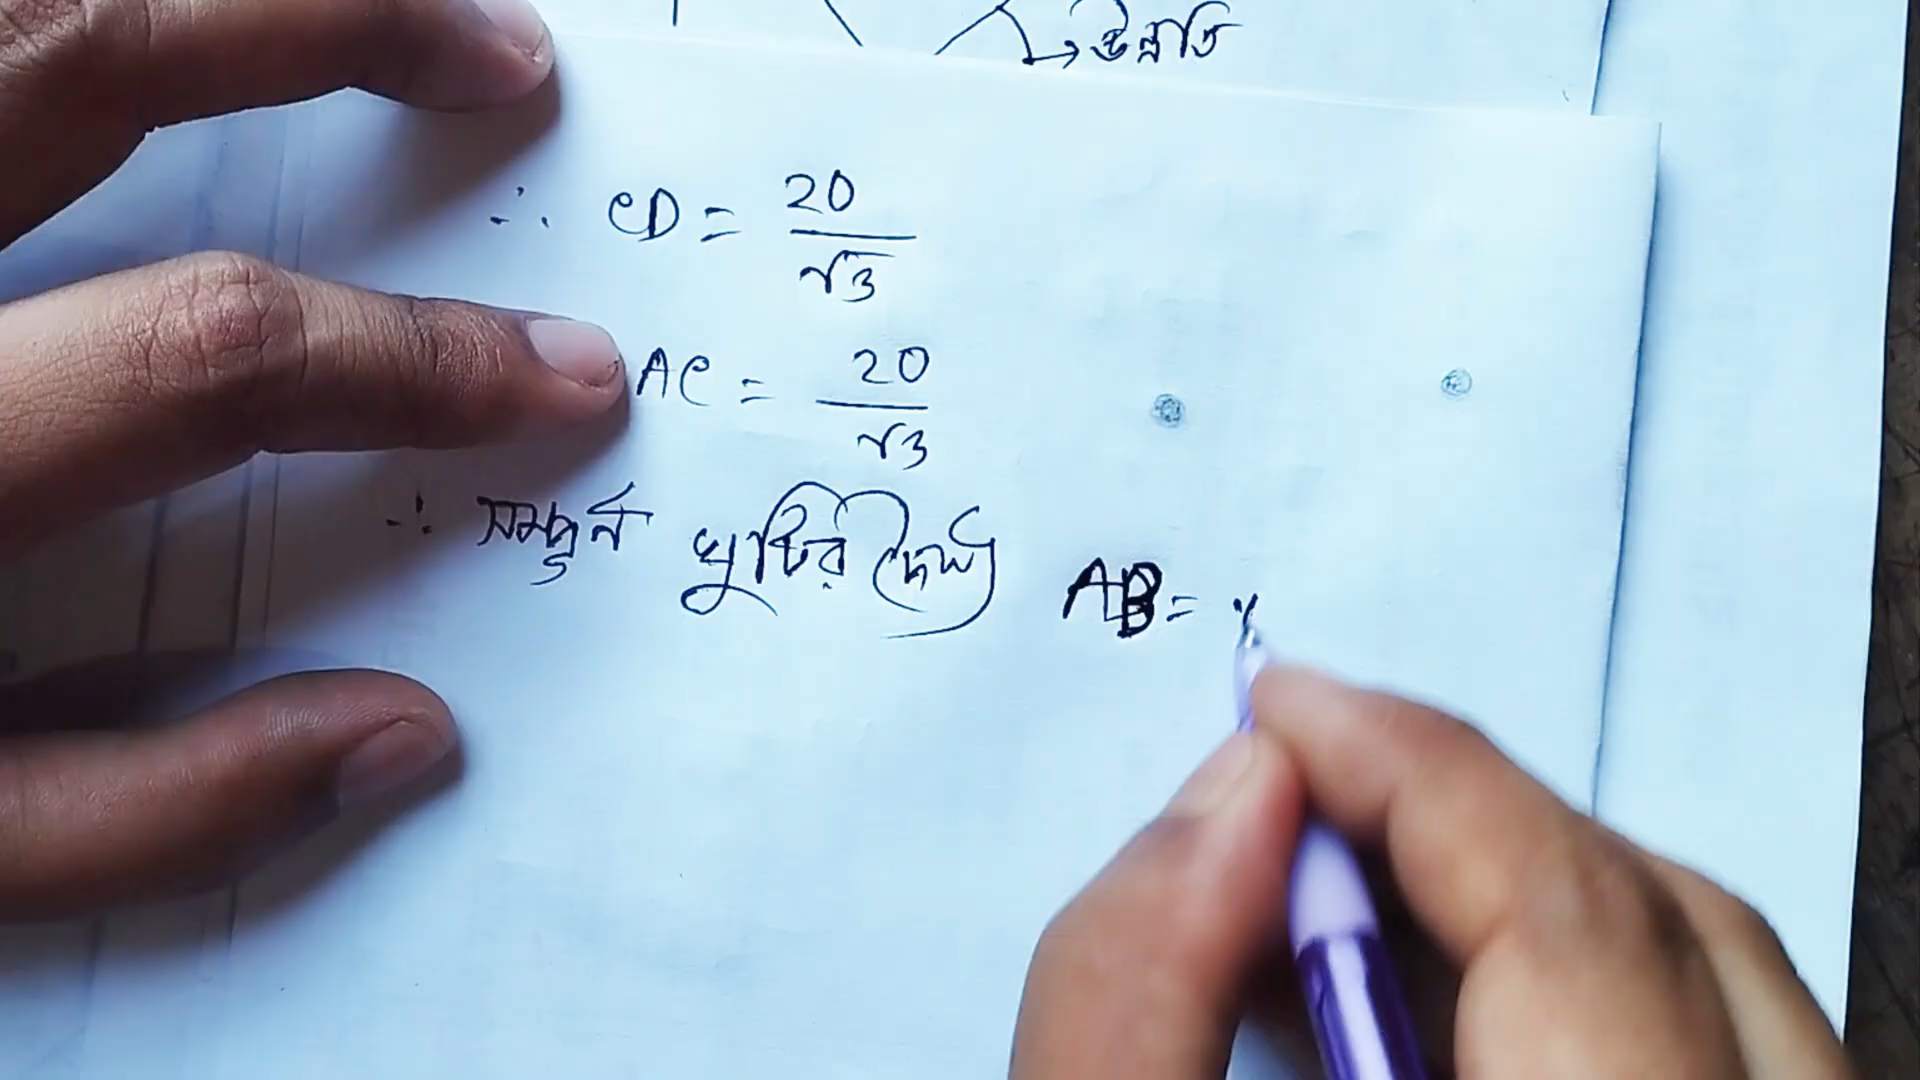 → উন্নতি
∴ CD = 20/√3
AC = 20/√3
∴ সম্পূর্ন খুটির দৈর্ঘ্য AB =